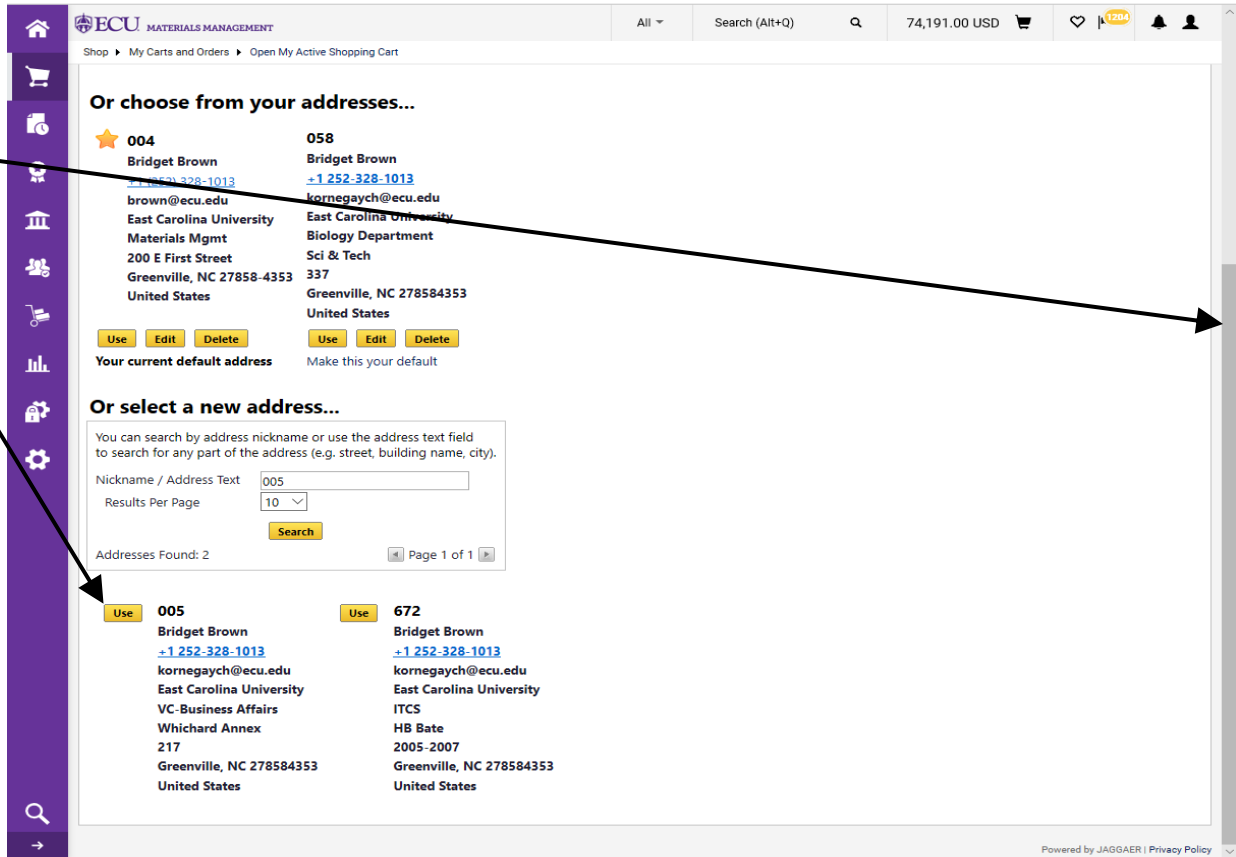 ECU MATERIALS MANAGEMENT
All
Search (Alt+Q)
74,191.00 USD
1204
Shop ▸ My Carts and Orders ▸ Open My Active Shopping Cart
Or choose from your addresses...
004
Bridget Brown
+1 (252) 328-1013
brown@ecu.edu
East Carolina University
Materials Mgmt
200 E First Street
Greenville, NC 27858-4353
United States
Use Edit Delete
Your current default address
058
Bridget Brown
+1 252-328-1013
kornegaych@ecu.edu
East Carolina University
Biology Department
Sci & Tech
337
Greenville, NC 278584353
United States
Use Edit Delete
Make this your default
Or select a new address...
You can search by address nickname or use the address text field
to search for any part of the address (e.g. street, building name, city).
Nickname / Address Text 005
Results Per Page 10
Search
Addresses Found: 2 Page 1 of 1
Use
005
Bridget Brown
+1 252-328-1013
kornegaych@ecu.edu
East Carolina University
VC-Business Affairs
Whichard Annex
217
Greenville, NC 278584353
United States
Use
672
Bridget Brown
+1 252-328-1013
kornegaych@ecu.edu
East Carolina University
ITCS
HB Bate
2005-2007
Greenville, NC 278584353
United States
Powered by JAGGAER | Privacy Policy